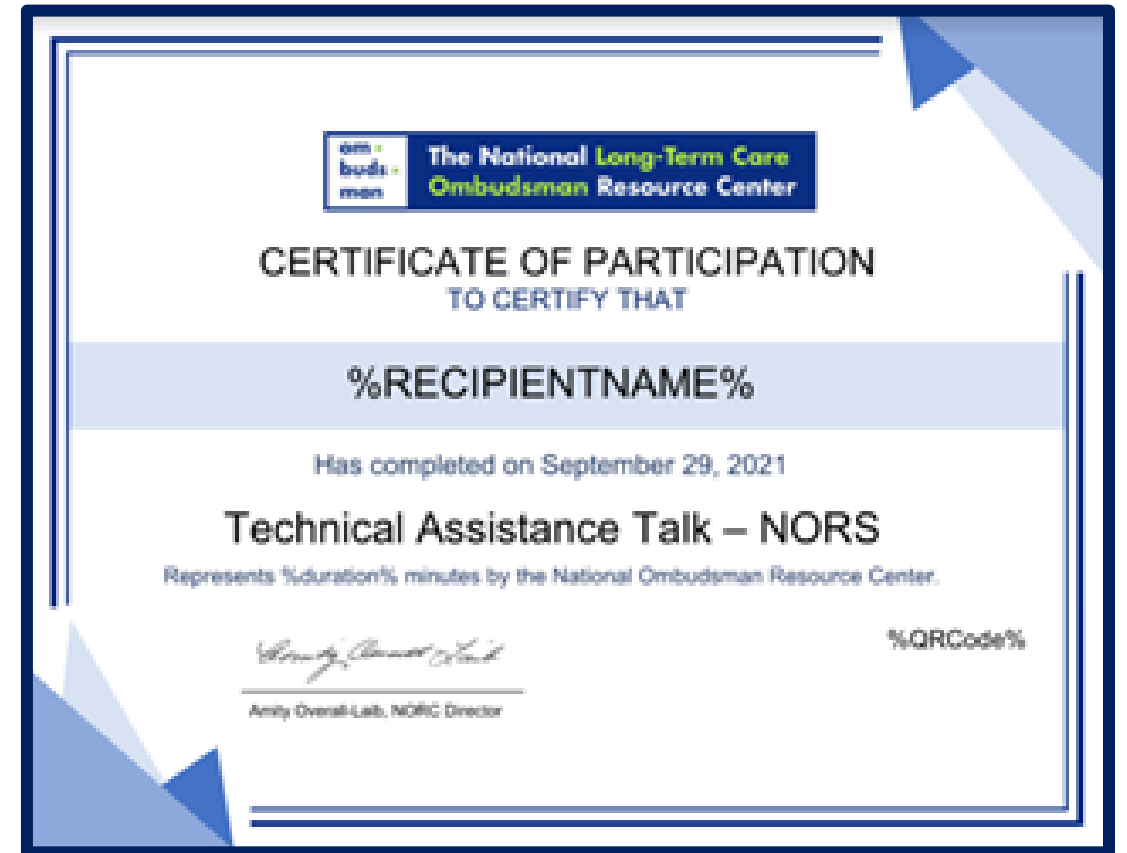 om•
buds•
man
The National Long-Term Care
Ombudsman Resource Center
CERTIFICATE OF PARTICIPATION
TO CERTIFY THAT
%RECIPIENTNAME%
Has completed on September 29, 2021
Technical Assistance Talk – NORS
Represents %duration% minutes by the National Ombudsman Resource Center.
%QRCode%
Amity Overall-Laib, NORC Director